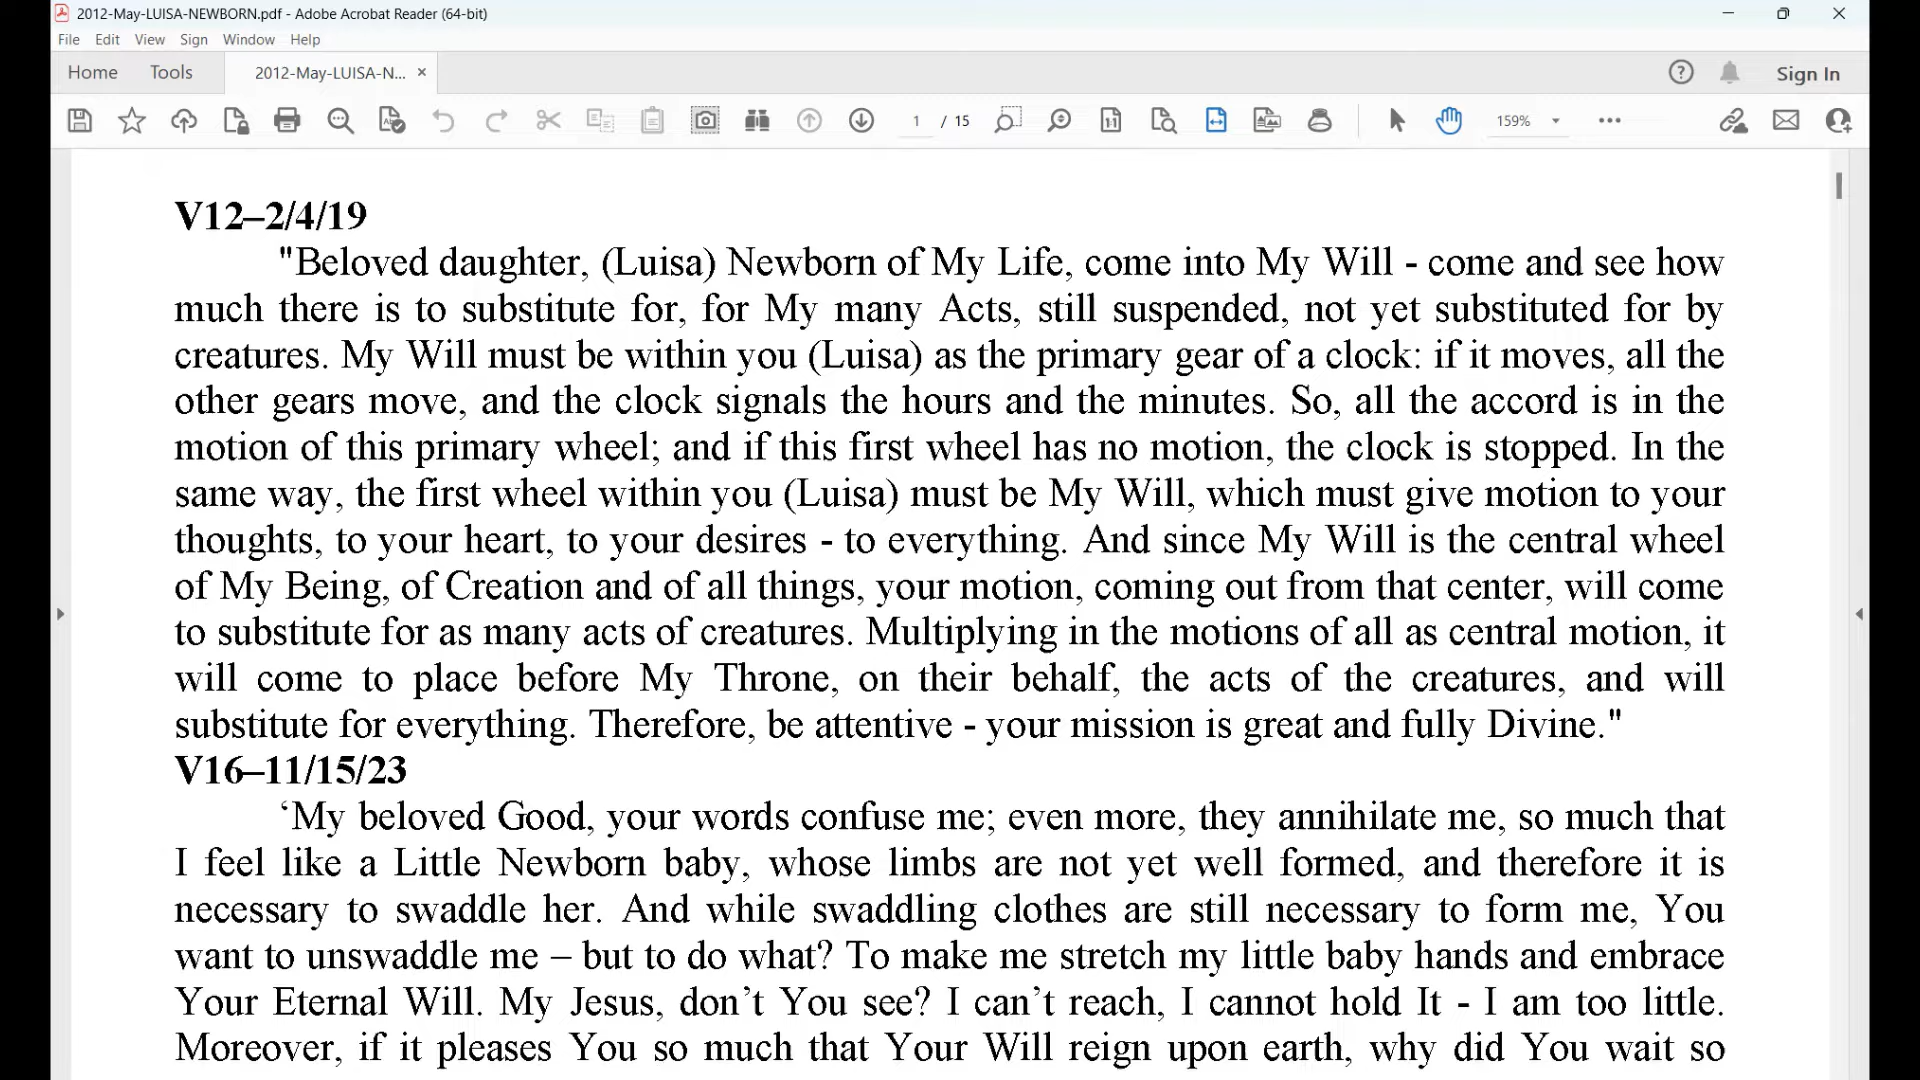 2012-May-LUISA-NEWBORN.pdf - Adobe Acrobat Reader (64-bit)
File Edit View Sign Window Help
Home Tools 2012-May-LUISA-N... × Sign In
1 / 15 159%
V12–2/4/19
"Beloved daughter, (Luisa) Newborn of My Life, come into My Will - come and see how
much there is to substitute for, for My many Acts, still suspended, not yet substituted for by
creatures. My Will must be within you (Luisa) as the primary gear of a clock: if it moves, all the
other gears move, and the clock signals the hours and the minutes. So, all the accord is in the
motion of this primary wheel; and if this first wheel has no motion, the clock is stopped. In the
same way, the first wheel within you (Luisa) must be My Will, which must give motion to your
thoughts, to your heart, to your desires - to everything. And since My Will is the central wheel
of My Being, of Creation and of all things, your motion, coming out from that center, will come
to substitute for as many acts of creatures. Multiplying in the motions of all as central motion, it
will come to place before My Throne, on their behalf, the acts of the creatures, and will
substitute for everything. Therefore, be attentive - your mission is great and fully Divine."
V16–11/15/23
‘My beloved Good, your words confuse me; even more, they annihilate me, so much that
I feel like a Little Newborn baby, whose limbs are not yet well formed, and therefore it is
necessary to swaddle her. And while swaddling clothes are still necessary to form me, You
want to unswaddle me – but to do what? To make me stretch my little baby hands and embrace
Your Eternal Will. My Jesus, don’t You see? I can’t reach, I cannot hold It - I am too little.
Moreover, if it pleases You so much that Your Will reign upon earth, why did You wait so